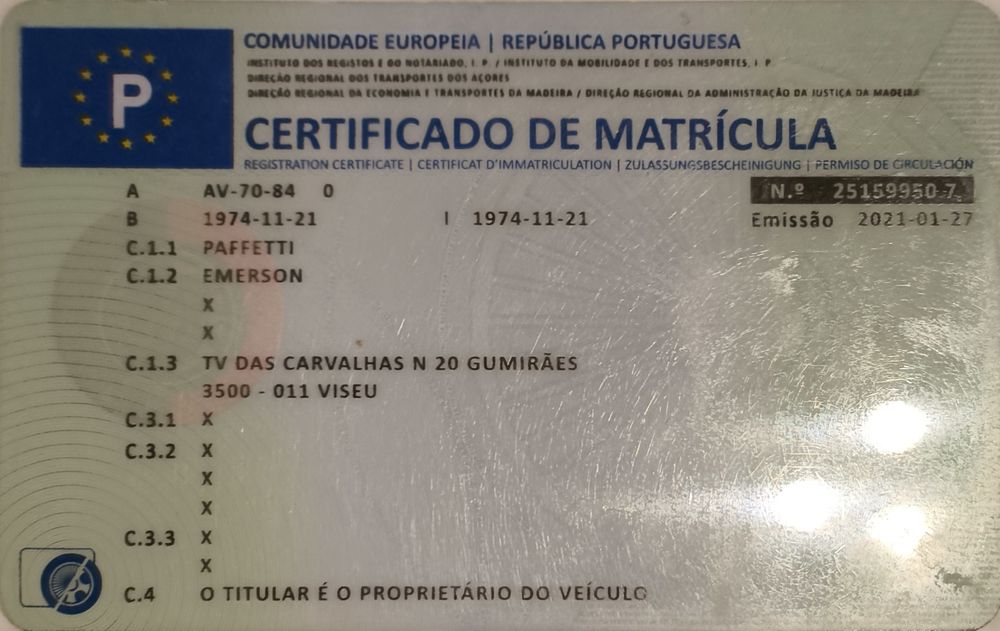 P
COMUNIDADE EUROPEIA | REPÚBLICA PORTUGUESA
INSTITUTO DOS REGISTOS E DO NOTARIADO, I. P. / INSTITUTO DA MOBILIDADE E DOS TRANSPORTES, I. P.
DIREÇÃO REGIONAL DOS TRANSPORTES DOS AÇORES
DIREÇÃO REGIONAL DA ECONOMIA E TRANSPORTES DA MADEIRA / DIREÇÃO REGIONAL DA ADMINISTRAÇÃO DA JUSTIÇA DA MADEIRA
CERTIFICADO DE MATRÍCULA
REGISTRATION CERTIFICATE | CERTIFICAT D'IMMATRICULATION | ZULASSUNGSBESCHEINIGUNG | PERMISO DE CIRCULACIÓN
A AV-70-84 0 N.º 25159950 7
B 1974-11-21 I 1974-11-21 Emissão 2021-01-27
C.1.1 PAFFETTI
C.1.2 EMERSON
X
X
C.1.3 TV DAS CARVALHAS N 20 GUMIRÃES
3500 - 011 VISEU
C.3.1 X
C.3.2 X
X
X
C.3.3 X
X
C.4 O TITULAR É O PROPRIETÁRIO DO VEÍCULO